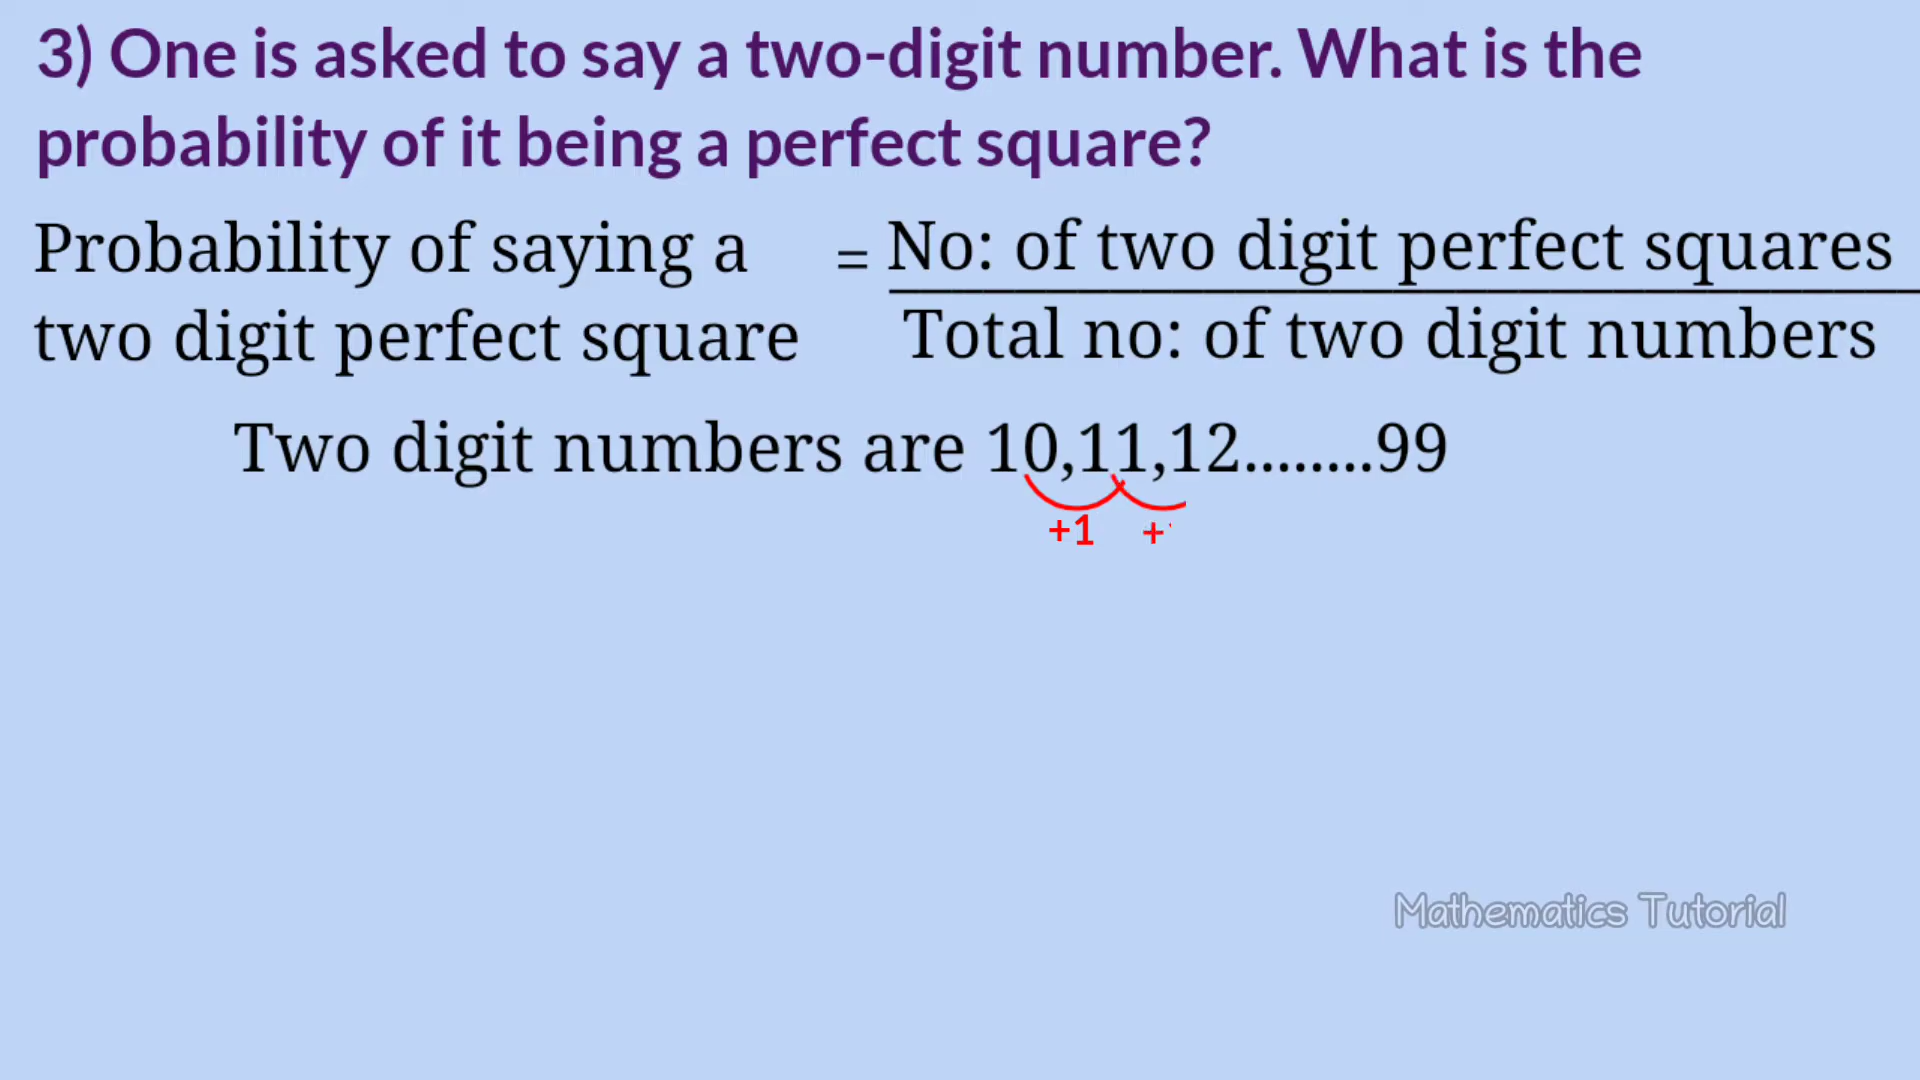 3) One is asked to say a two-digit number. What is the
probability of it being a perfect square?
Probability of saying a = No: of two digit perfect squares
two digit perfect square Total no: of two digit numbers
Two digit numbers are 10,11,12........99
+1 +
Mathematics Tutorial